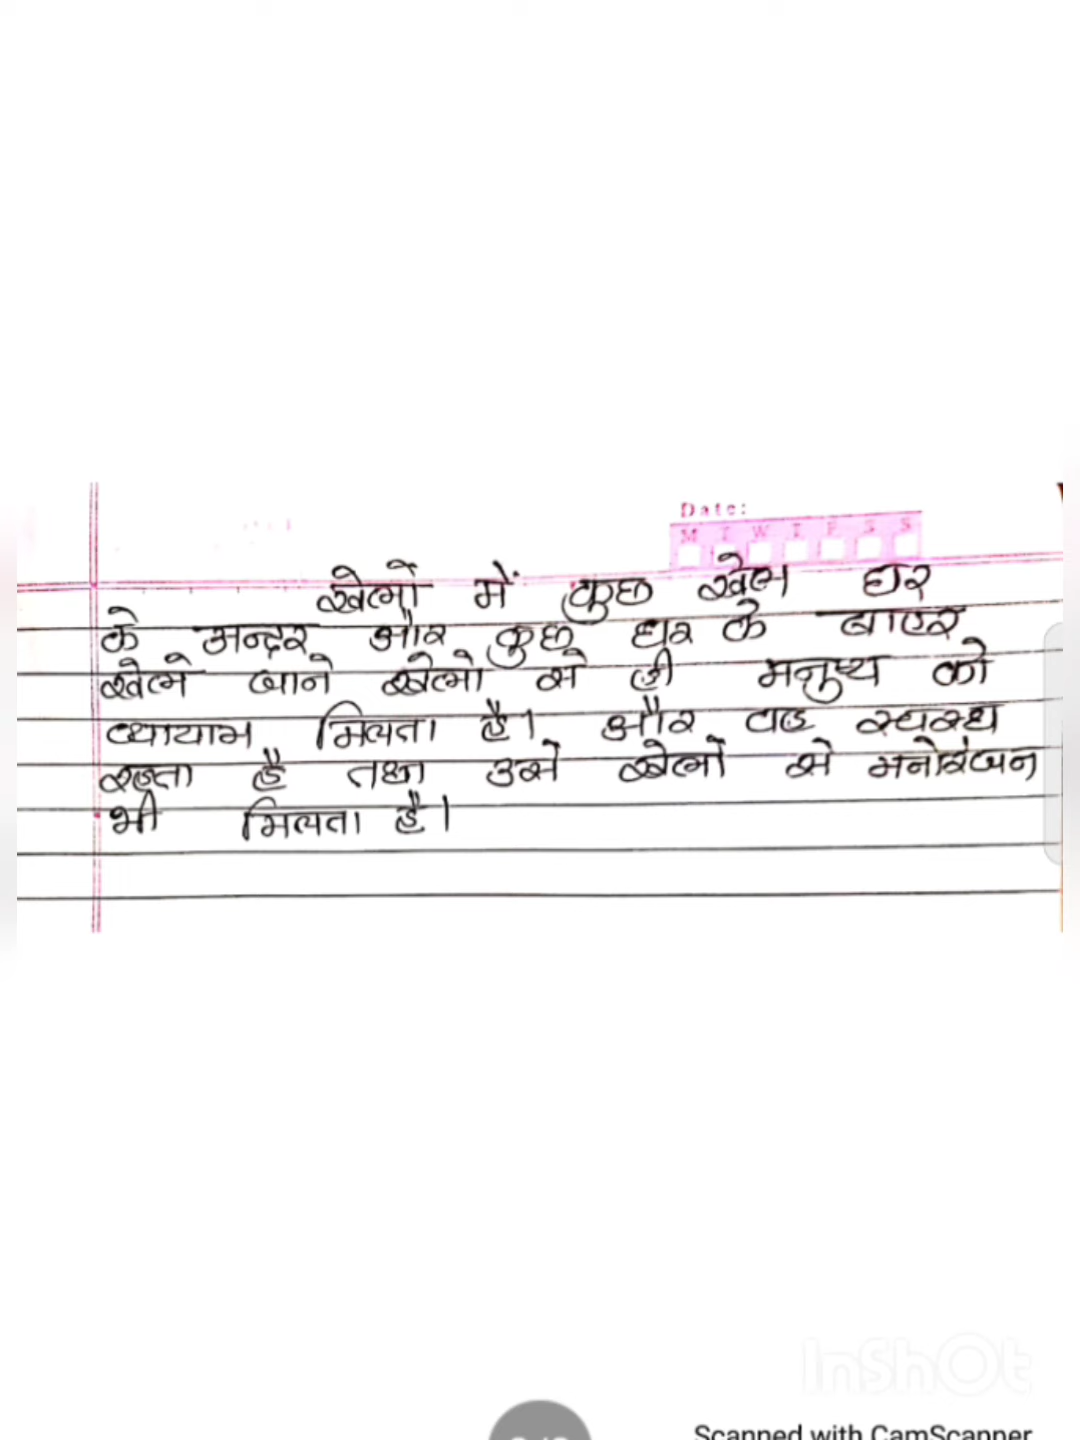 Date:
M T W T F S S
खेलों में कुछ खेल घर
के अन्दर और कुछ घर के बाहर
खेले जाने खेलो से ही मनुष्य को
व्यायाम मिलता है। और वह स्वस्थ
रहता है तथा उसे खेलों से मनोरंजन
भी मिलता है।
InShOt
Scanned with CamScanner